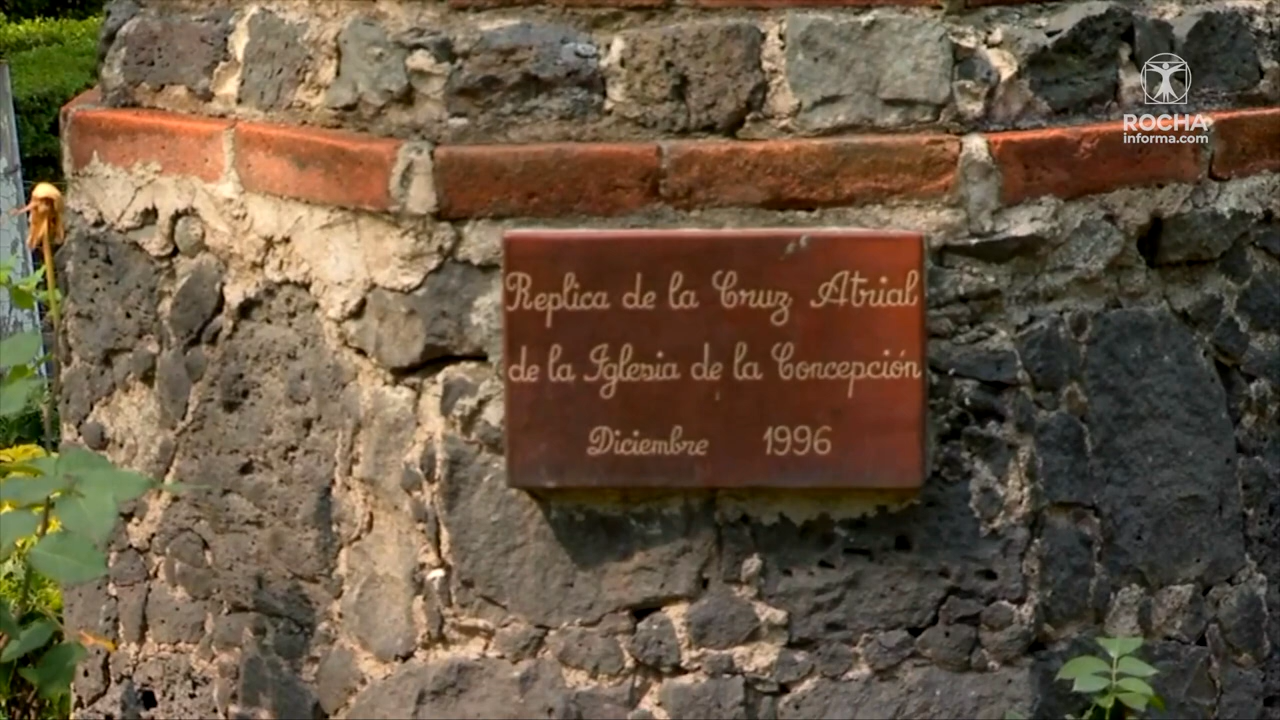 ROCHA
informa.com
Replica de la Cruz Atrial
de la Iglesia de la Concepción
Diciembre 1996